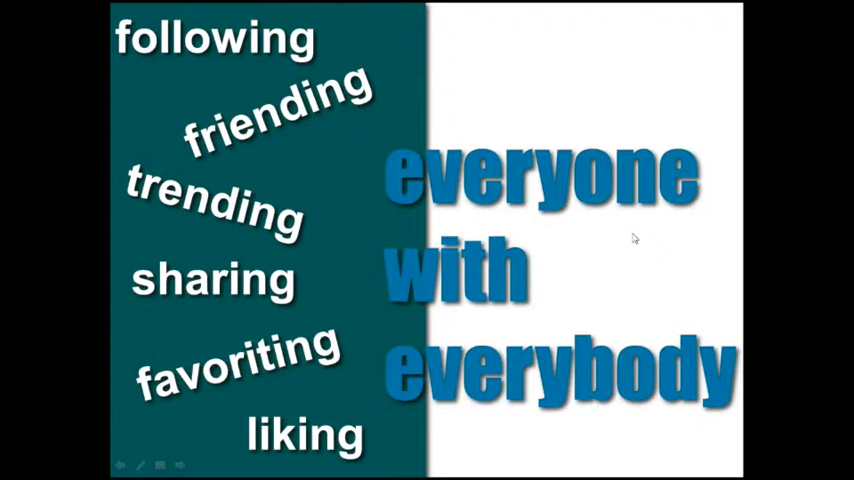 following
friending
trending
sharing
favoriting
liking
everyone
with
everybody